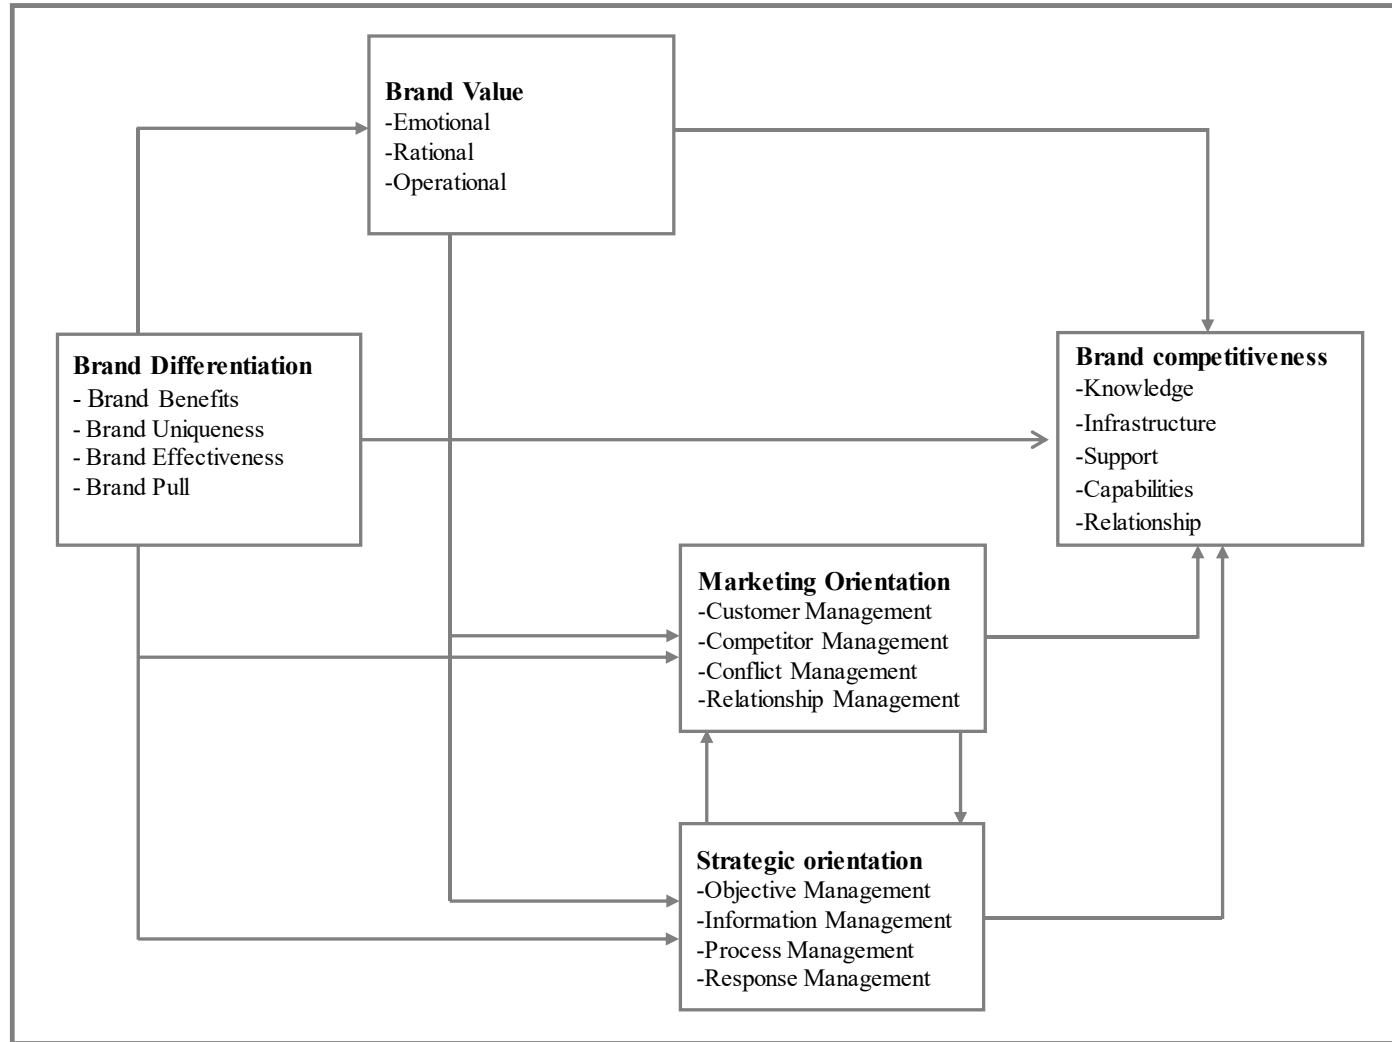 Brand Value
-Emotional
-Rational
-Operational
Brand Differentiation
- Brand Benefits
- Brand Uniqueness
- Brand Effectiveness
- Brand Pull
Brand competitiveness
-Knowledge
-Infrastructure
-Support
-Capabilities
-Relationship
Marketing Orientation
-Customer Management
-Competitor Management
-Conflict Management
-Relationship Management
Strategic orientation
-Objective Management
-Information Management
-Process Management
-Response Management